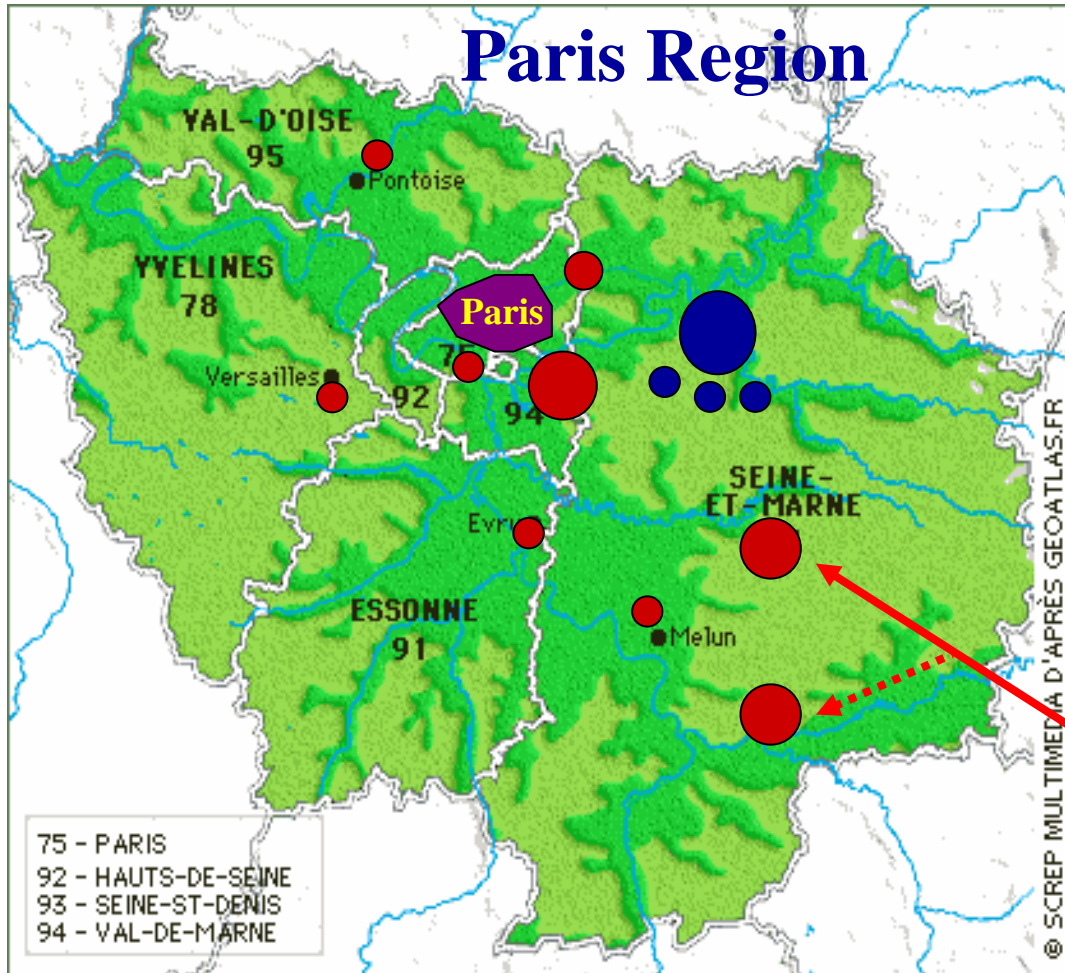 Paris Region
VAL-D'OISE
95
Pontoise
YVELINES
78
Paris
75
Versailles
92
94
SEINE-
ET-MARNE
ESSONNE
91
Melun
75 - PARIS
92 - HAUTS-DE-SEINE
93 - SEINE-ST-DENIS
94 - VAL-DE-MARNE
© SCREP MULTIMEDIA D'APRÈS GEOATLAS.FR